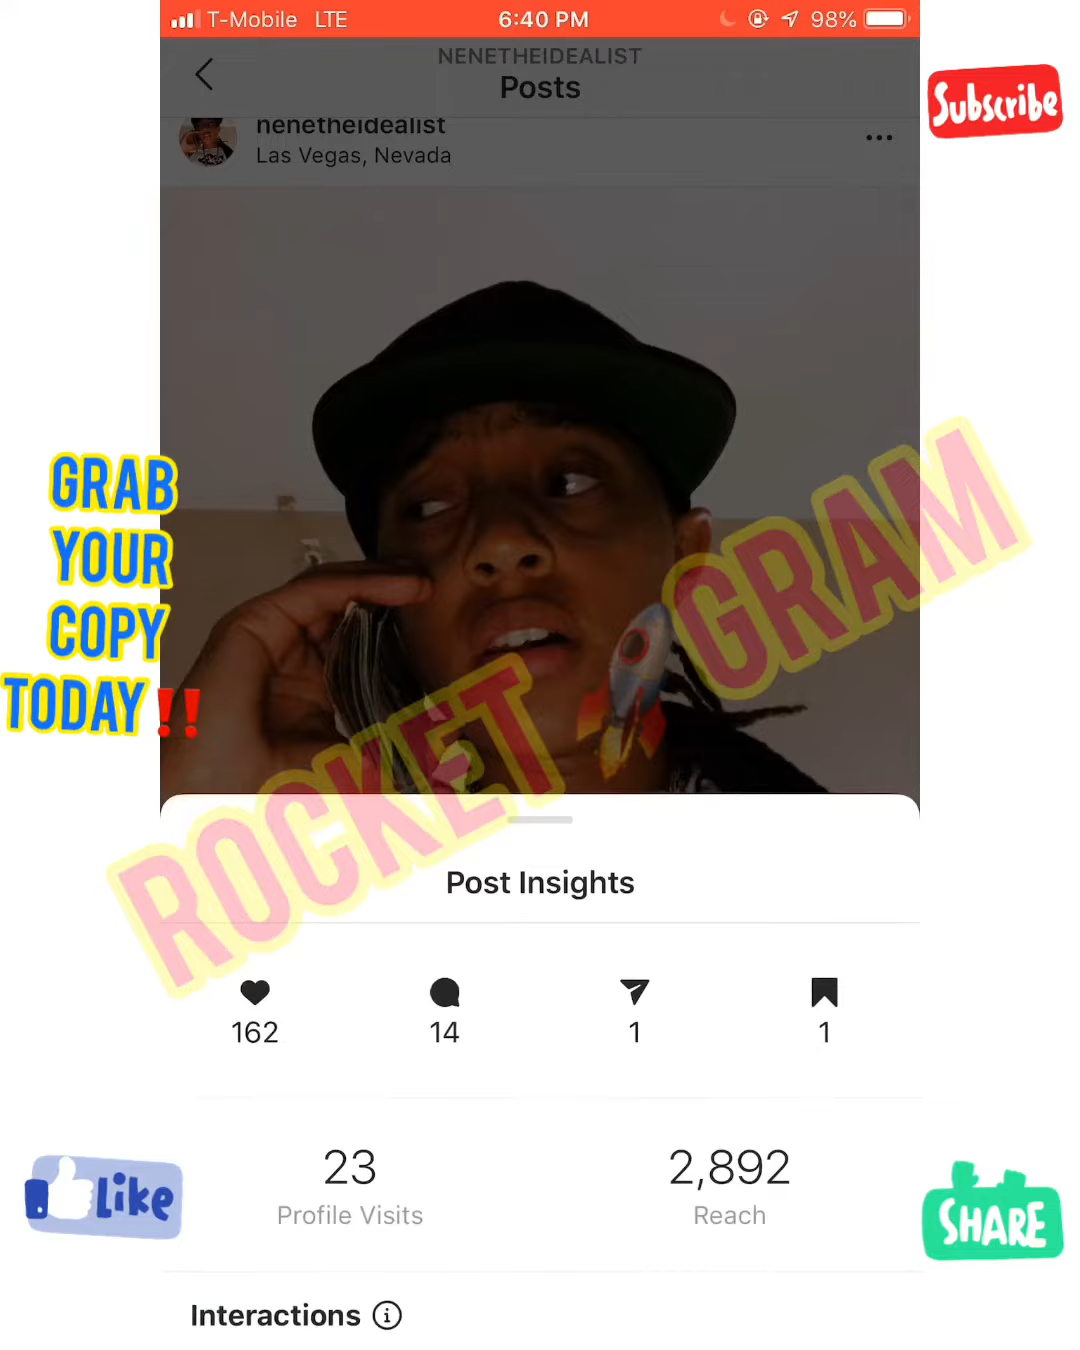 T-Mobile LTE 6:40 PM 98%
NENETHEIDEALIST
Posts
nenetheidealist
Las Vegas, Nevada
Subscribe
GRAB
YOUR
COPY
TODAY‼️
ROCKET 🚀 GRAM
Post Insights
162 14 1 1
23 2,892
Profile Visits Reach
Like
SHARE
Interactions